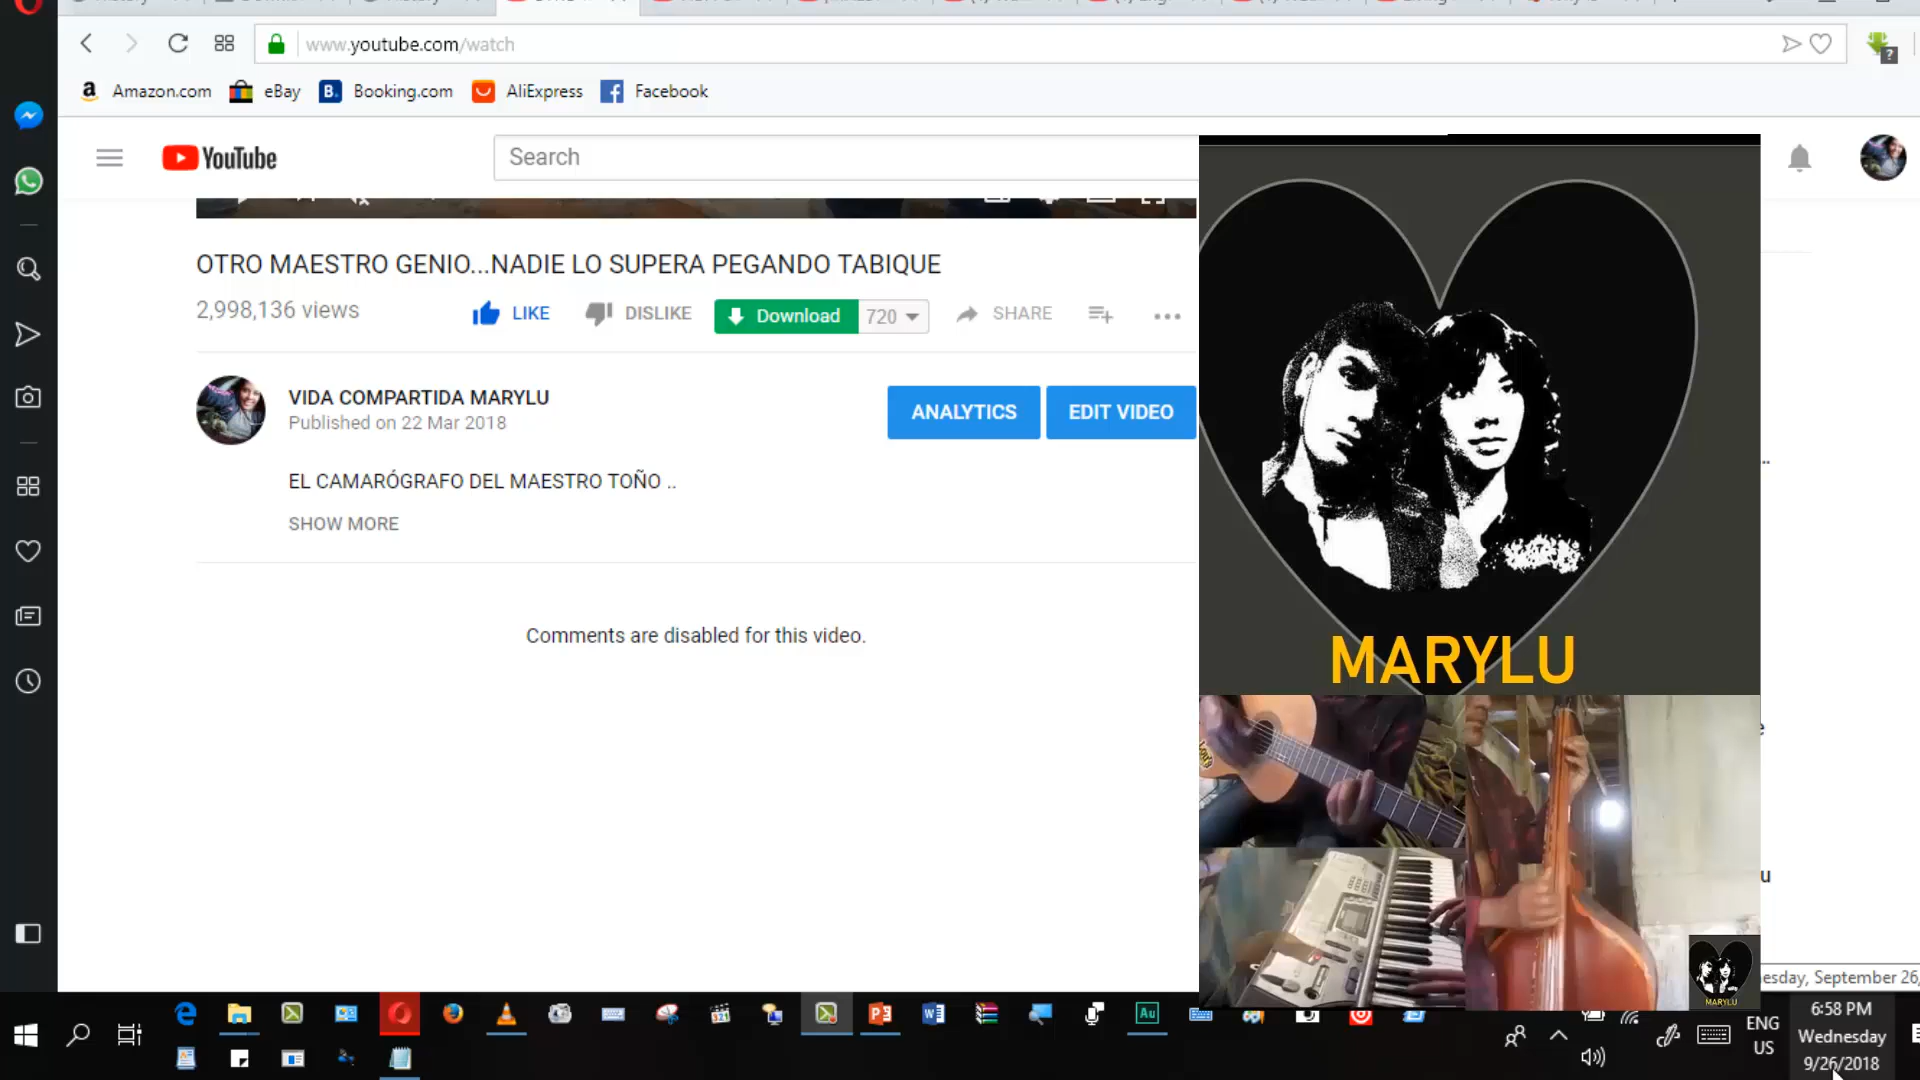 www.youtube.com/watch
Amazon.com
eBay
Booking.com
AliExpress
Facebook
YouTube
Search
OTRO MAESTRO GENIO...NADIE LO SUPERA PEGANDO TABIQUE
2,998,136 views
LIKE
DISLIKE
Download
720
SHARE
VIDA COMPARTIDA MARYLU
Published on 22 Mar 2018
ANALYTICS
EDIT VIDEO
EL CAMARÓGRAFO DEL MAESTRO TOÑO ..
SHOW MORE
Comments are disabled for this video.
MARYLU
MARYLU
September 26,
ENG
US
6:58 PM
Wednesday
9/26/2018